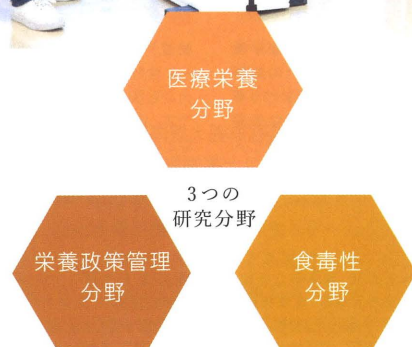 医療栄養
分野
3つの
研究分野
栄養政策管理
分野
食毒性
分野